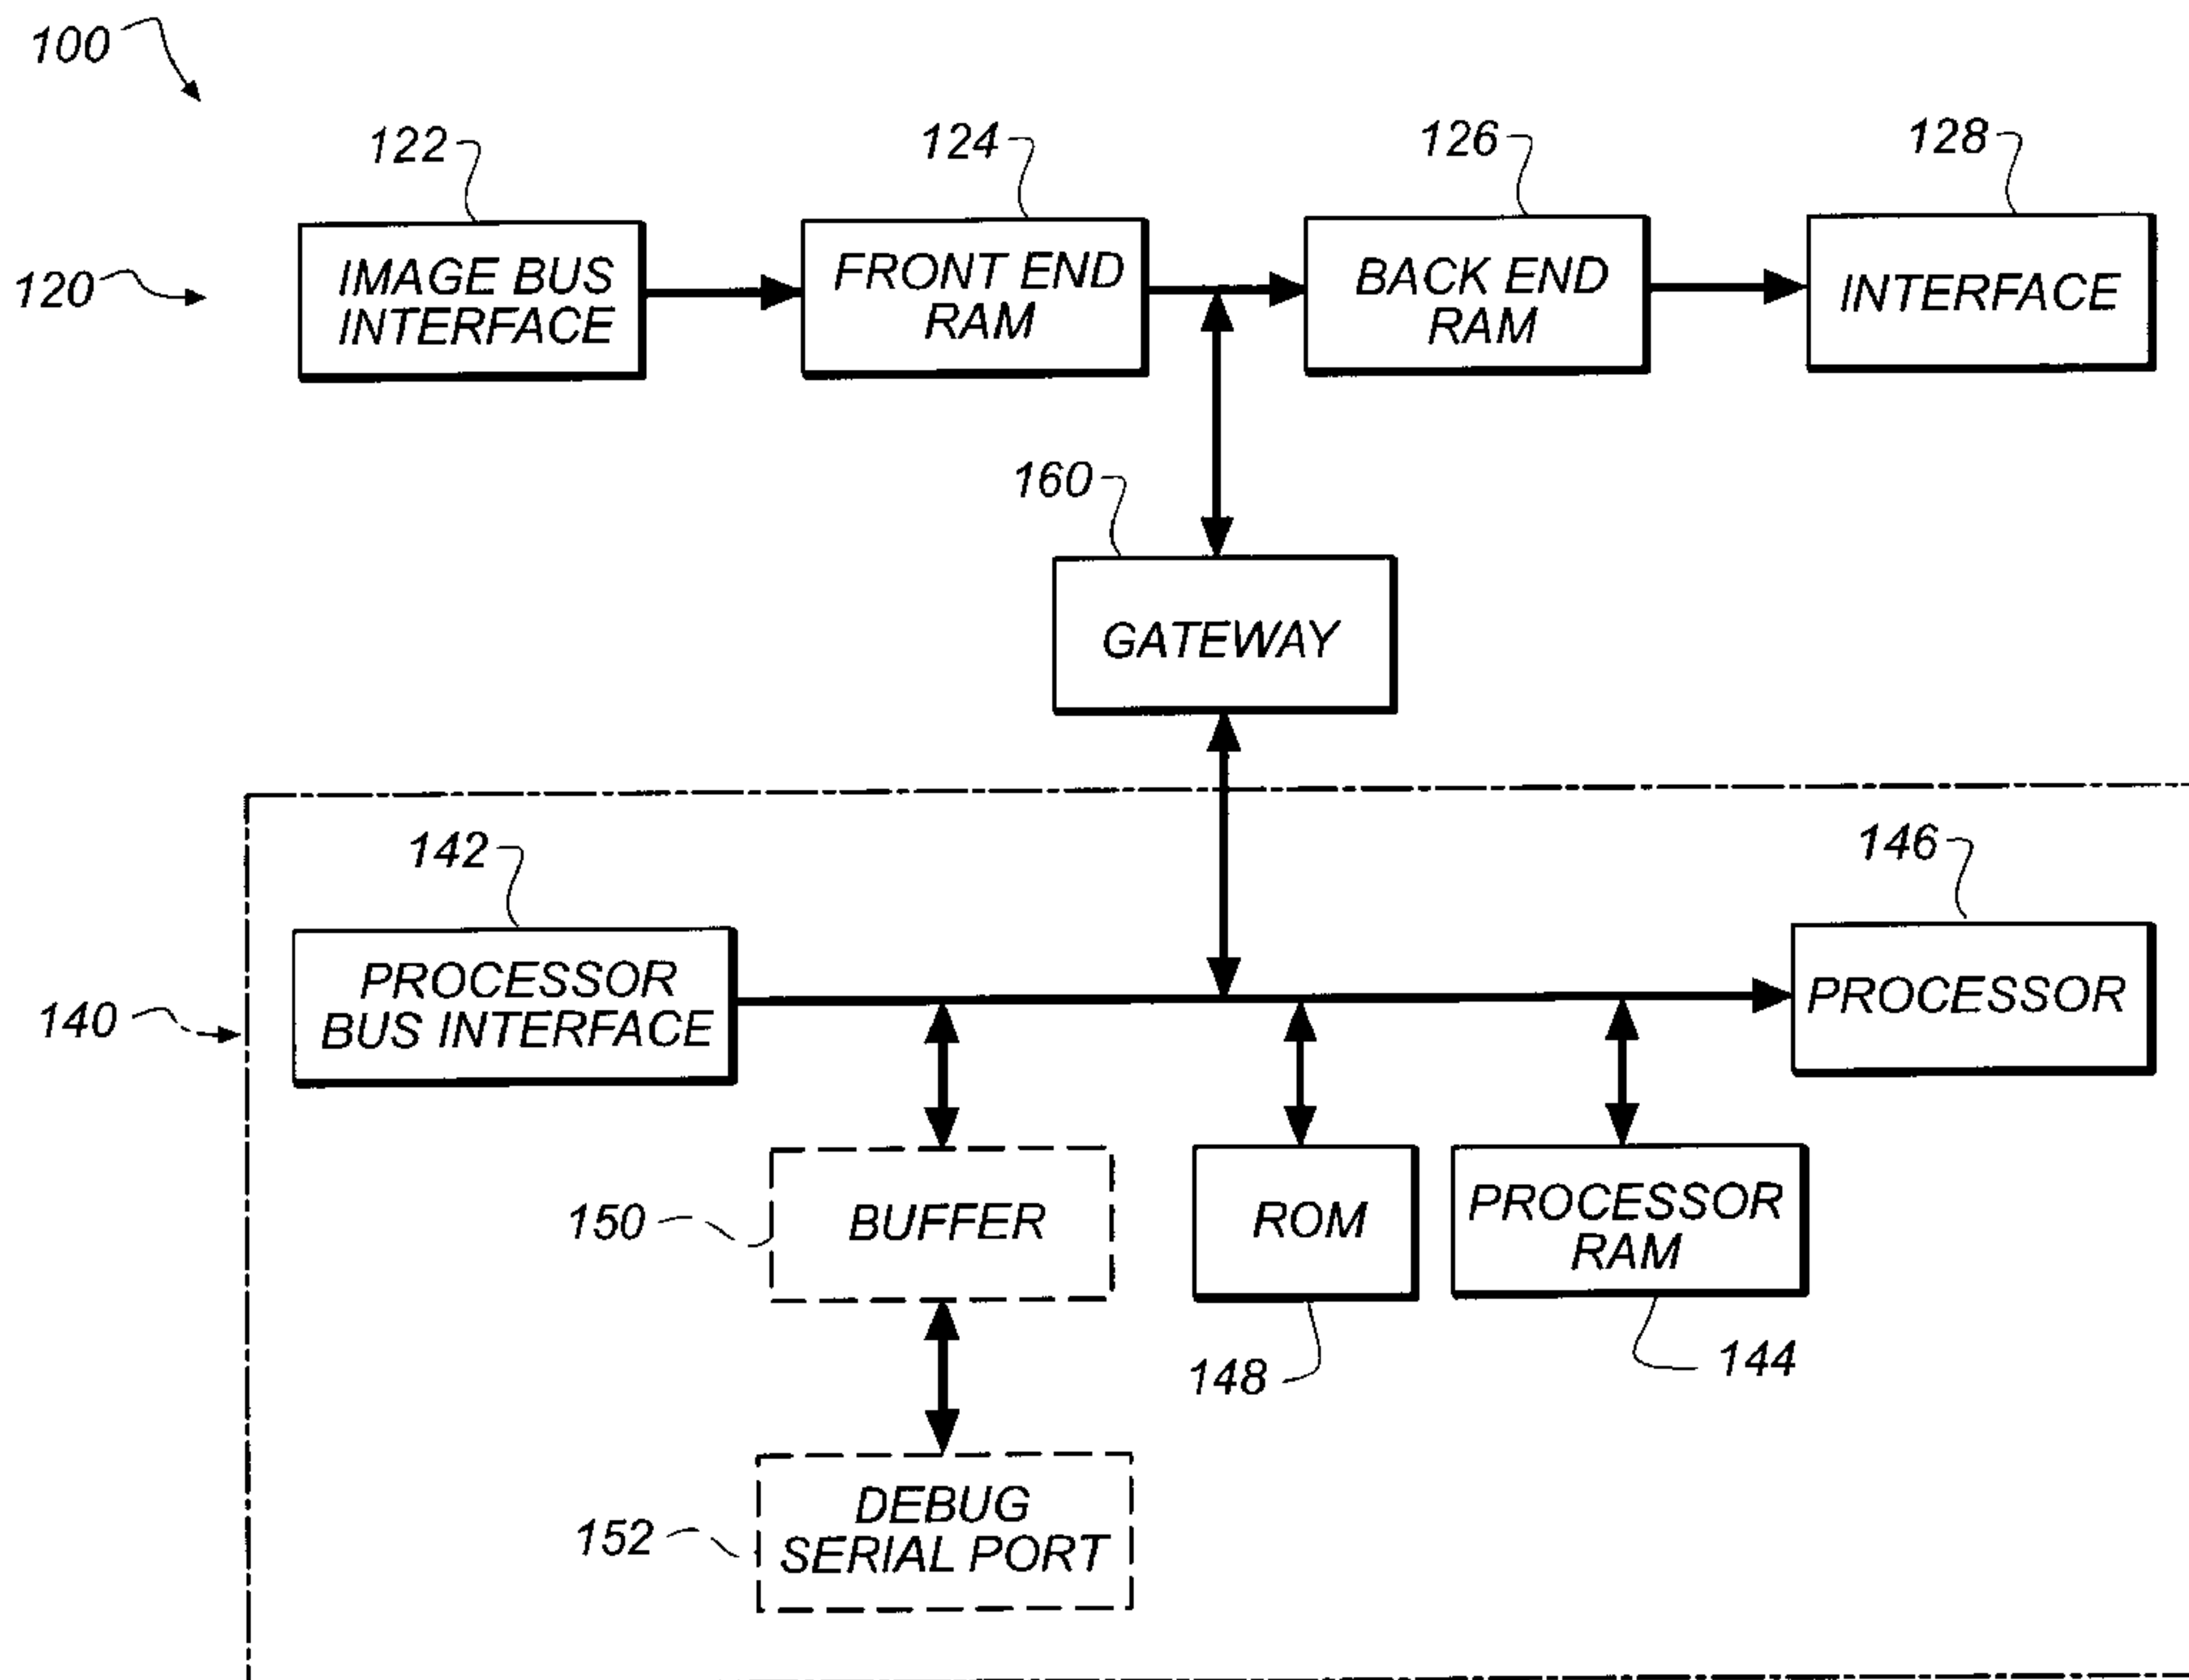 100
122
124
126
128
120
IMAGE BUS
INTERFACE
FRONT END
RAM
BACK END
RAM
INTERFACE
160
GATEWAY
142
146
140
PROCESSOR
BUS INTERFACE
PROCESSOR
150
BUFFER
ROM
PROCESSOR
RAM
148
144
152
DEBUG
SERIAL PORT